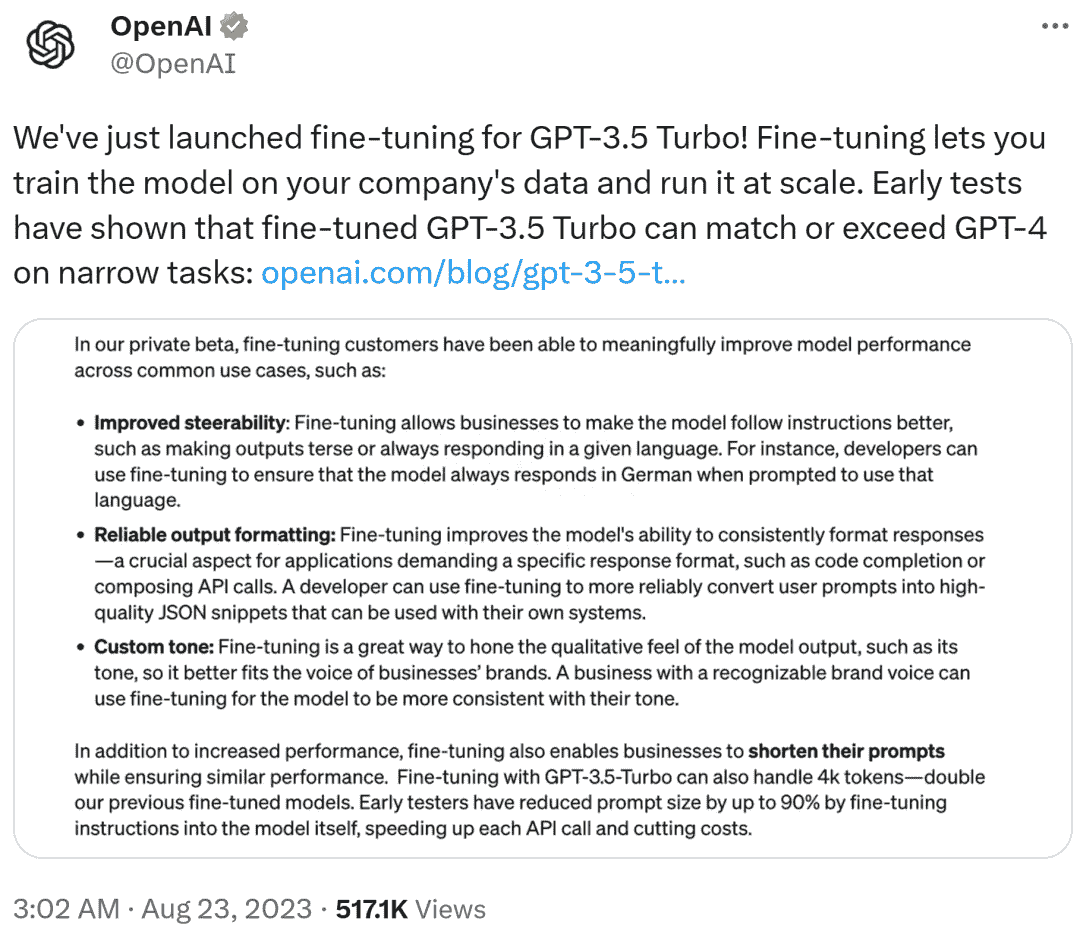 OpenAI
@OpenAI
We've just launched fine-tuning for GPT-3.5 Turbo! Fine-tuning lets you
train the model on your company's data and run it at scale. Early tests
have shown that fine-tuned GPT-3.5 Turbo can match or exceed GPT-4
on narrow tasks: openai.com/blog/gpt-3-5-t...
In our private beta, fine-tuning customers have been able to meaningfully improve model performance
across common use cases, such as:
• Improved steerability: Fine-tuning allows businesses to make the model follow instructions better,
such as making outputs terse or always responding in a given language. For instance, developers can
use fine-tuning to ensure that the model always responds in German when prompted to use that
language.
• Reliable output formatting: Fine-tuning improves the model's ability to consistently format responses
—a crucial aspect for applications demanding a specific response format, such as code completion or
composing API calls. A developer can use fine-tuning to more reliably convert user prompts into high-
quality JSON snippets that can be used with their own systems.
• Custom tone: Fine-tuning is a great way to hone the qualitative feel of the model output, such as its
tone, so it better fits the voice of businesses’ brands. A business with a recognizable brand voice can
use fine-tuning for the model to be more consistent with their tone.
In addition to increased performance, fine-tuning also enables businesses to shorten their prompts
while ensuring similar performance. Fine-tuning with GPT-3.5-Turbo can also handle 4k tokens—double
our previous fine-tuned models. Early testers have reduced prompt size by up to 90% by fine-tuning
instructions into the model itself, speeding up each API call and cutting costs.
3:02 AM · Aug 23, 2023 · 517.1K Views